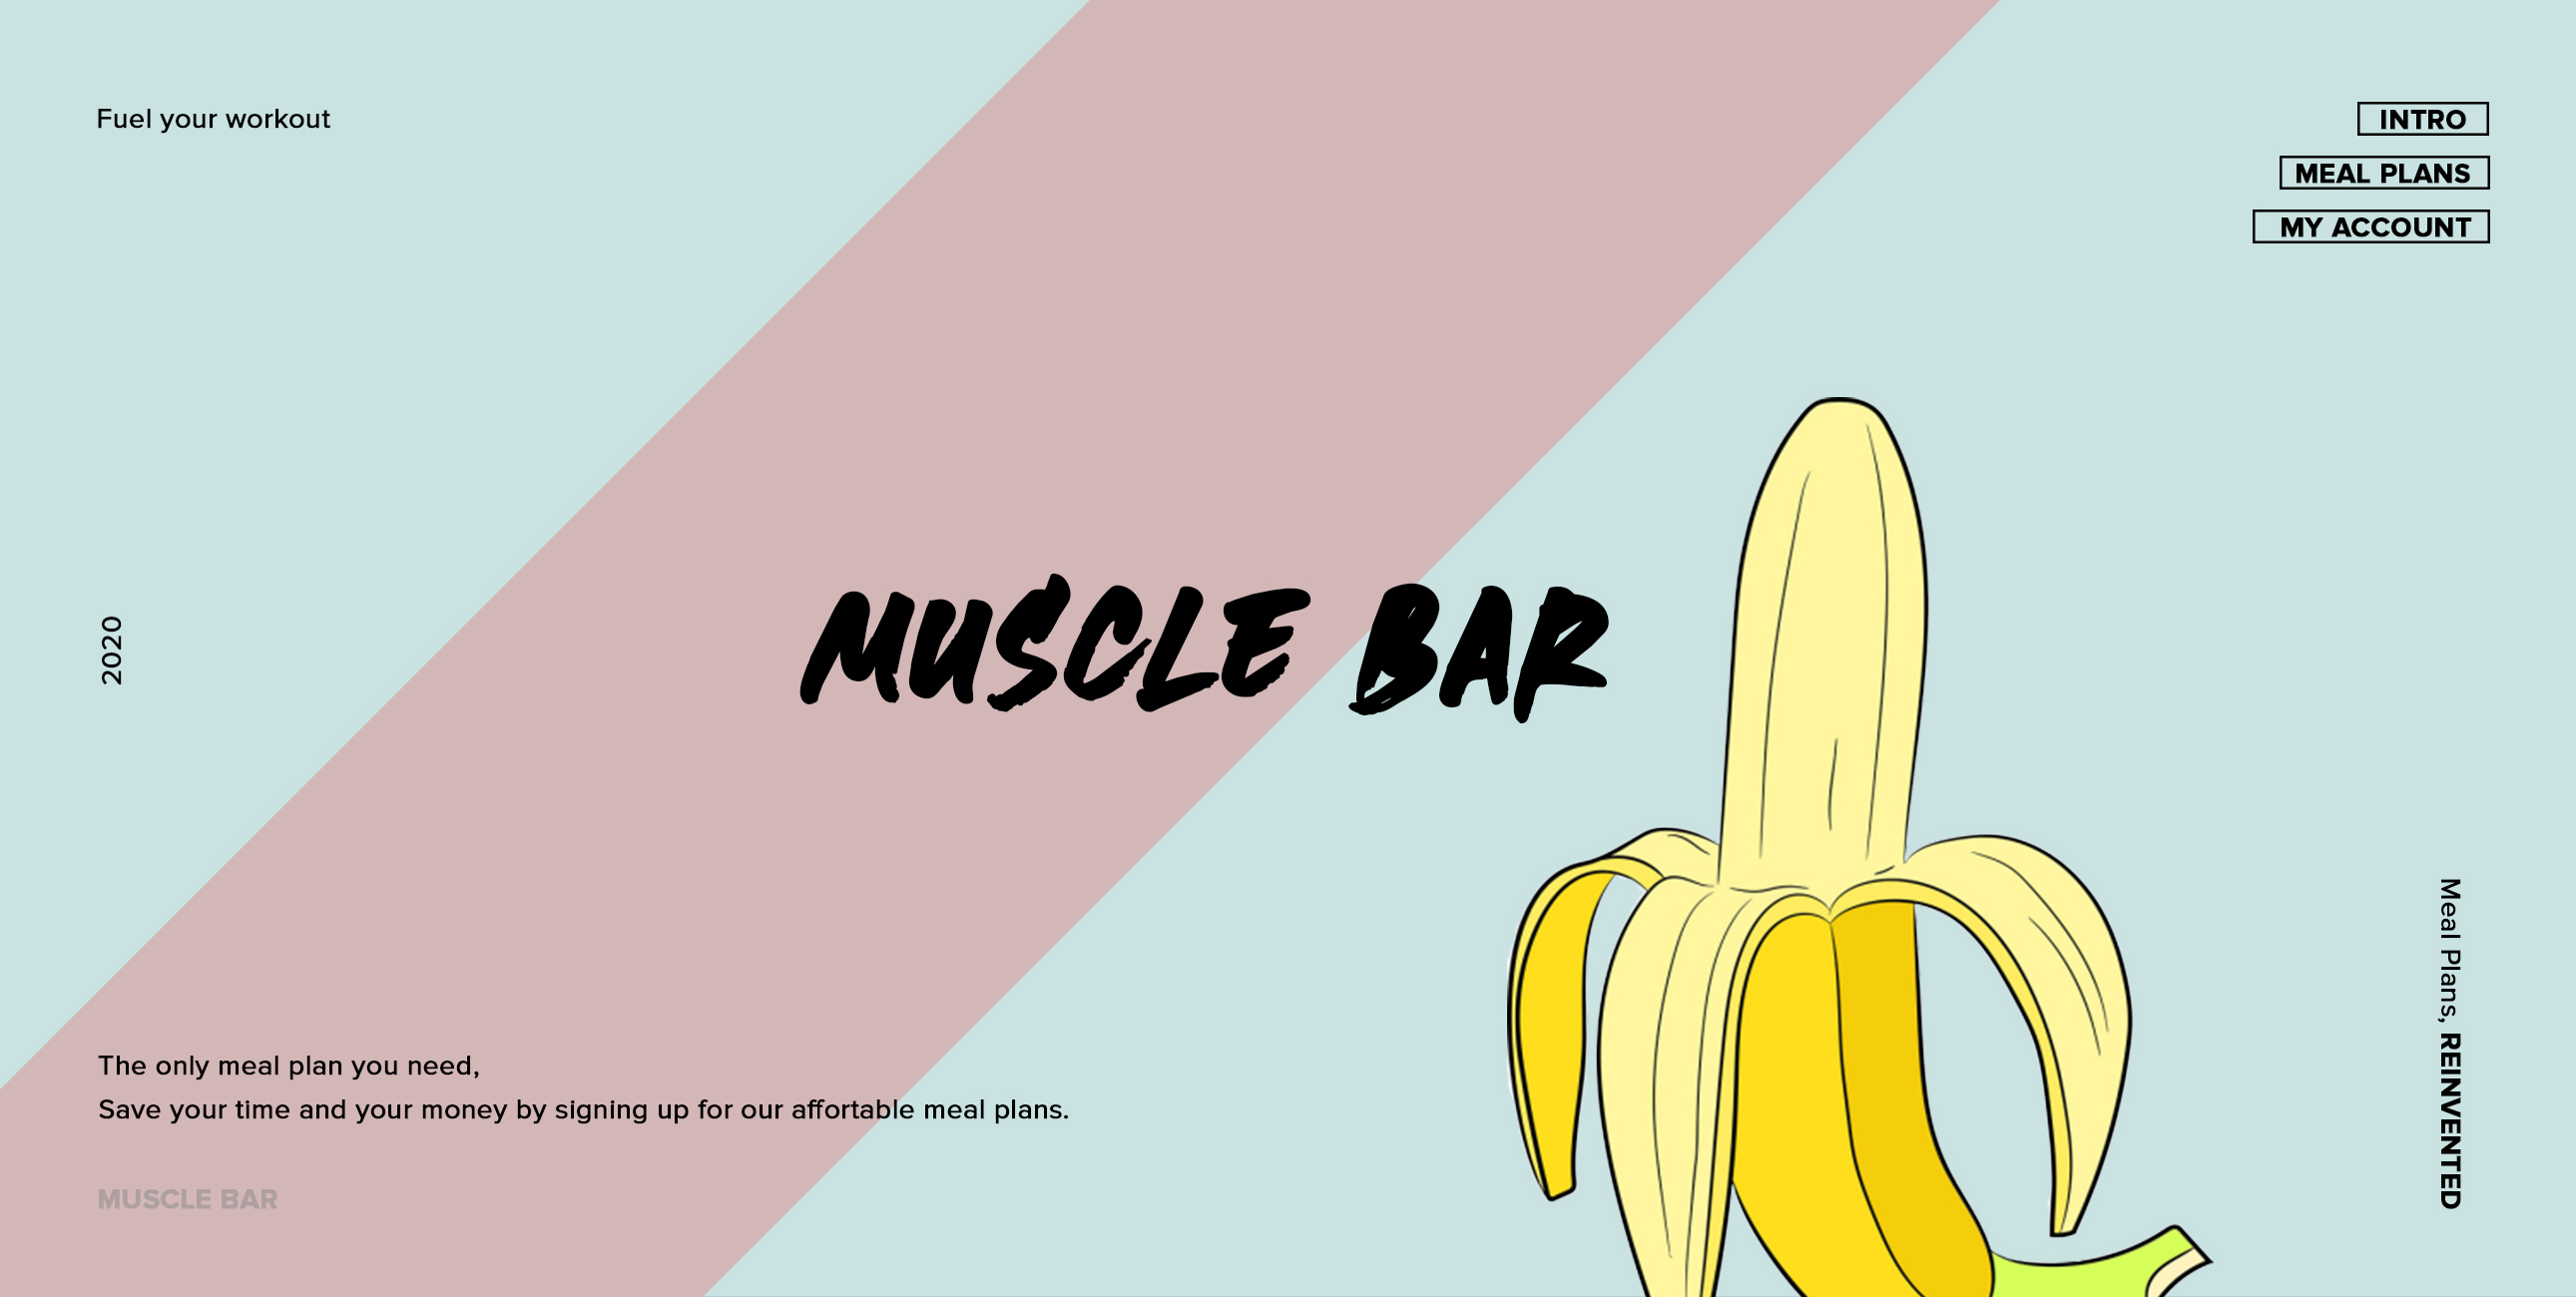 Fuel your workout
INTRO
MEAL PLANS
MY ACCOUNT
MUSCLE BAR
2020
The only meal plan you need,
Save your time and your money by signing up for our affortable meal plans.
MUSCLE BAR
Meal Plans, REINVENTED